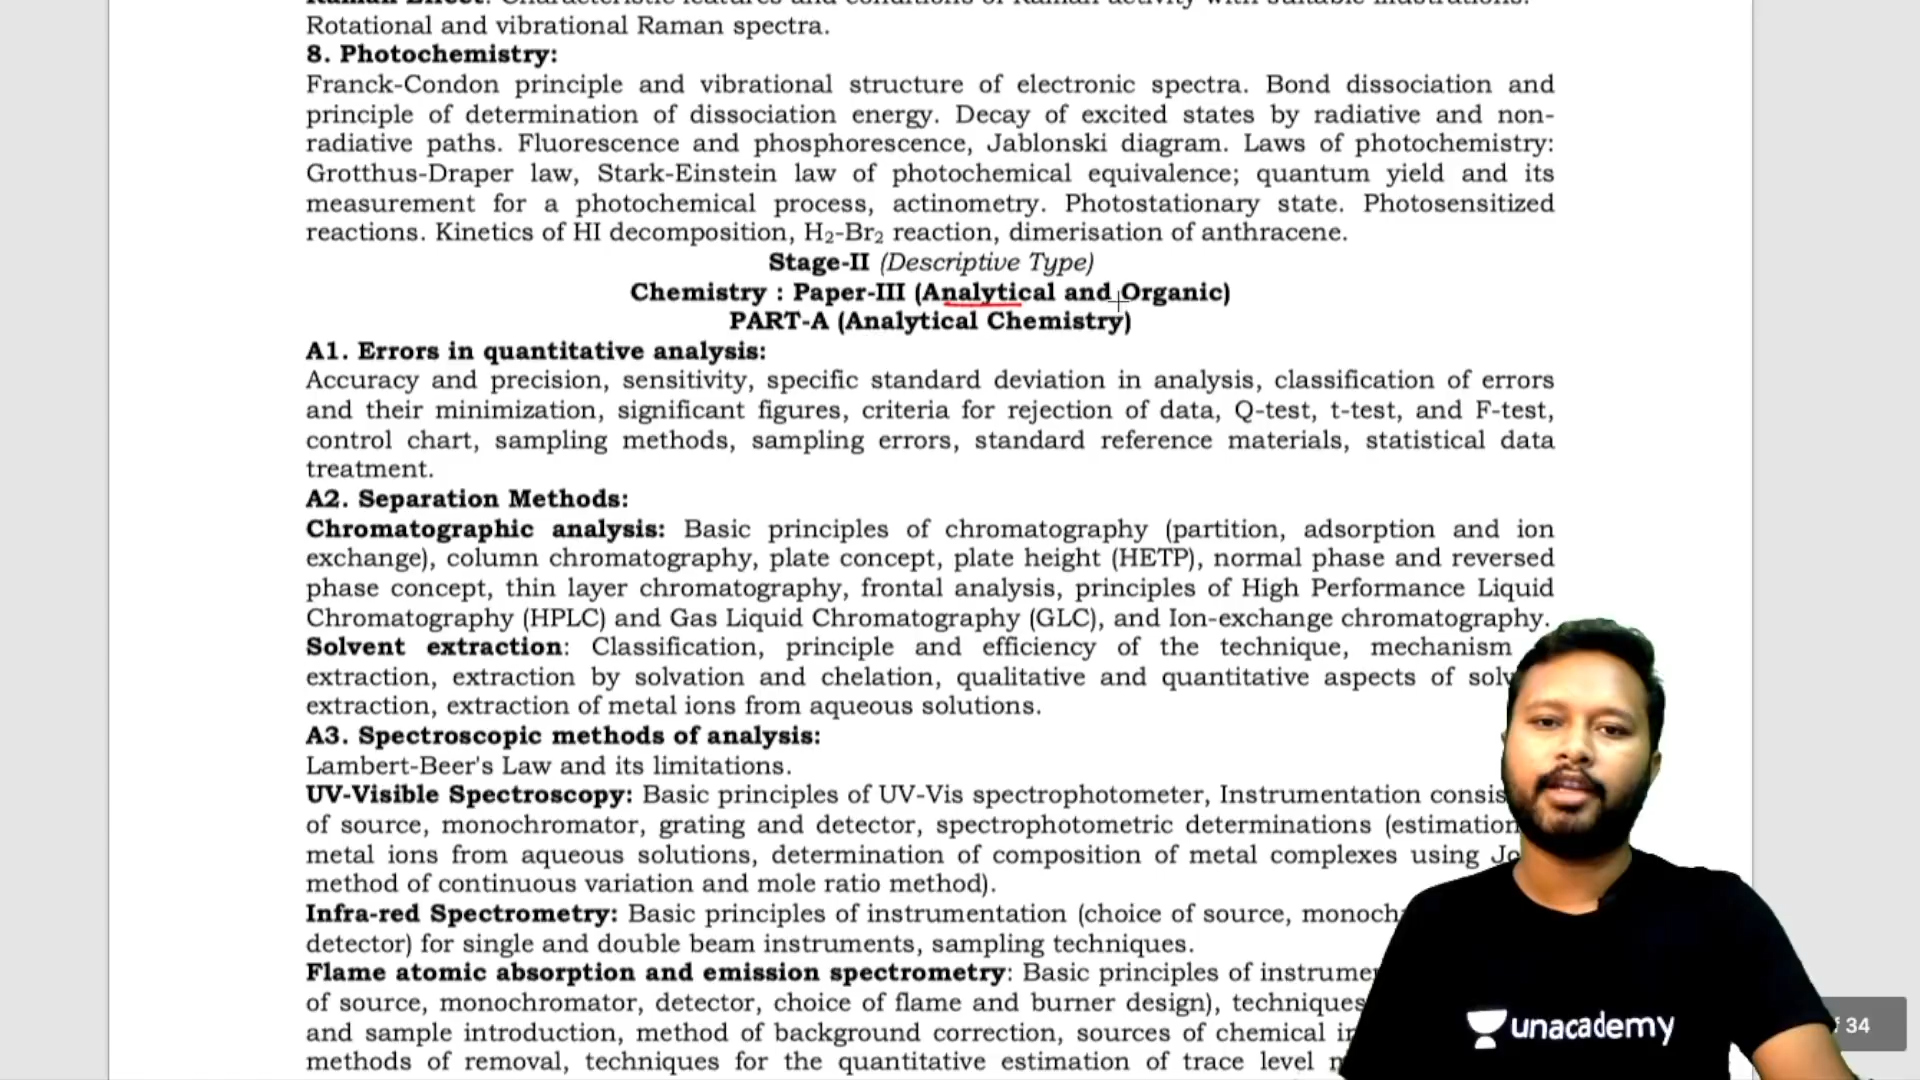 Raman Effect: Characteristic features and conditions of Raman activity with suitable illustrations.
Rotational and vibrational Raman spectra.
8. Photochemistry:
Franck-Condon principle and vibrational structure of electronic spectra. Bond dissociation and
principle of determination of dissociation energy. Decay of excited states by radiative and non-
radiative paths. Fluorescence and phosphorescence, Jablonski diagram. Laws of photochemistry:
Grotthus-Draper law, Stark-Einstein law of photochemical equivalence; quantum yield and its
measurement for a photochemical process, actinometry. Photostationary state. Photosensitized
reactions. Kinetics of HI decomposition, H₂-Br₂ reaction, dimerisation of anthracene.
Stage-II (Descriptive Type)
Chemistry : Paper-III (Analytical and Organic)
PART-A (Analytical Chemistry)
A1. Errors in quantitative analysis:
Accuracy and precision, sensitivity, specific standard deviation in analysis, classification of errors
and their minimization, significant figures, criteria for rejection of data, Q-test, t-test, and F-test,
control chart, sampling methods, sampling errors, standard reference materials, statistical data
treatment.
A2. Separation Methods:
Chromatographic analysis: Basic principles of chromatography (partition, adsorption and ion
exchange), column chromatography, plate concept, plate height (HETP), normal phase and reversed
phase concept, thin layer chromatography, frontal analysis, principles of High Performance Liquid
Chromatography (HPLC) and Gas Liquid Chromatography (GLC), and Ion-exchange chromatography.
Solvent extraction: Classification, principle and efficiency of the technique, mechanism
extraction, extraction by solvation and chelation, qualitative and quantitative aspects of
extraction, extraction of metal ions from aqueous solutions.
A3. Spectroscopic methods of analysis:
Lambert-Beer's Law and its limitations.
UV-Visible Spectroscopy: Basic principles of UV-Vis spectrophotometer, Instrumentation
of source, monochromator, grating and detector, spectrophotometric determinations (estimation
metal ions from aqueous solutions, determination of composition of metal complexes using
method of continuous variation and mole ratio method).
Infra-red Spectrometry: Basic principles of instrumentation (choice of source,
detector) for single and double beam instruments, sampling techniques.
Flame atomic absorption and emission spectrometry: Basic principles of
of source, monochromator, detector, choice of flame and burner design), techniques
and sample introduction, method of background correction, sources of chemical
methods of removal, techniques for the quantitative estimation of trace level
unacademy
34